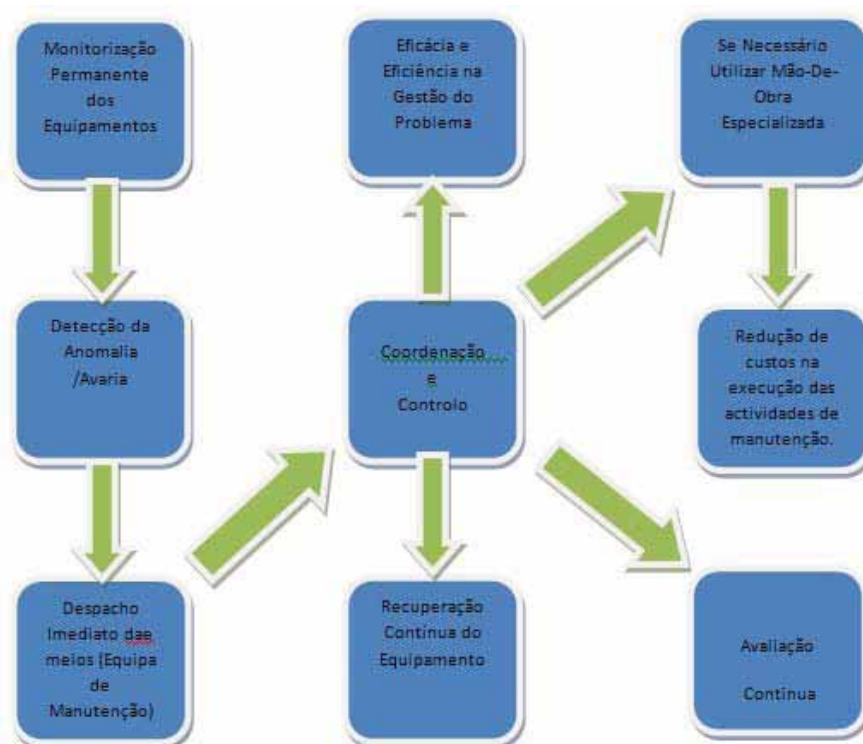 Monitorização
Permanente
dos
Equipamentos
Eficácia e
Eficiência na
Gestão do
Problema
Se Necessário
Utilizar Mão-De-
Obra
Especializada
Detecção da
Anomalia
/Avaria
Coordenação
e
Controlo
Redução de
custos na
execução das
actividades de
manutenção.
Despacho
Imediato dae
meios (Equipa
de
Manutenção)
Recuperação
Contínua do
Equipamento
Avaliação
Contínua